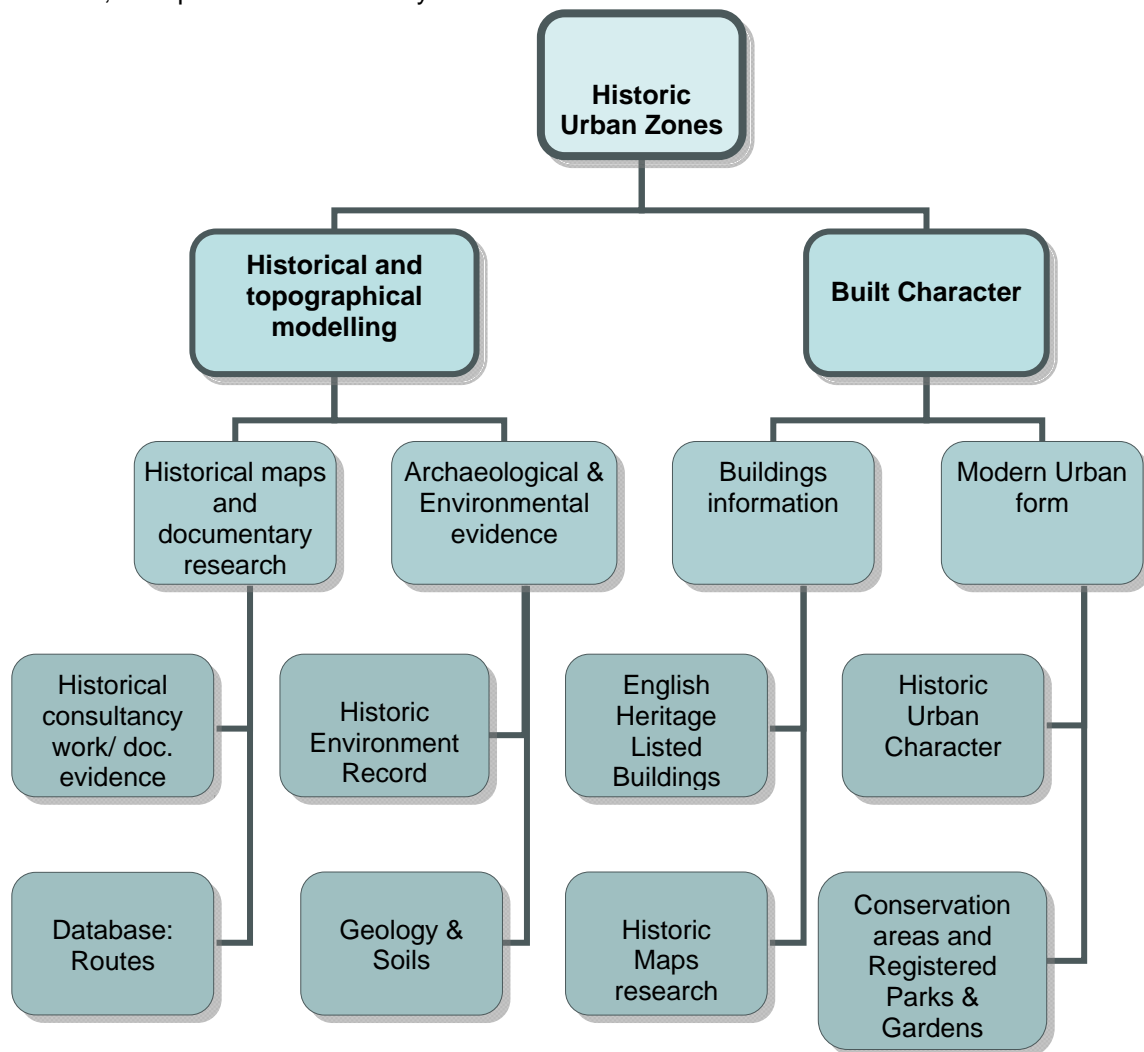 Historic
Urban Zones
Historical and
topographical
modelling
Built Character
Historical maps
and
documentary
research
Archaeological &
Environmental
evidence
Buildings
information
Modern Urban
form
Historical
consultancy
work/ doc.
evidence
Historic
Environment
Record
English
Heritage
Listed
Buildings
Historic
Urban
Character
Database:
Routes
Geology &
Soils
Historic
Maps
research
Conservation
areas and
Registered
Parks &
Gardens